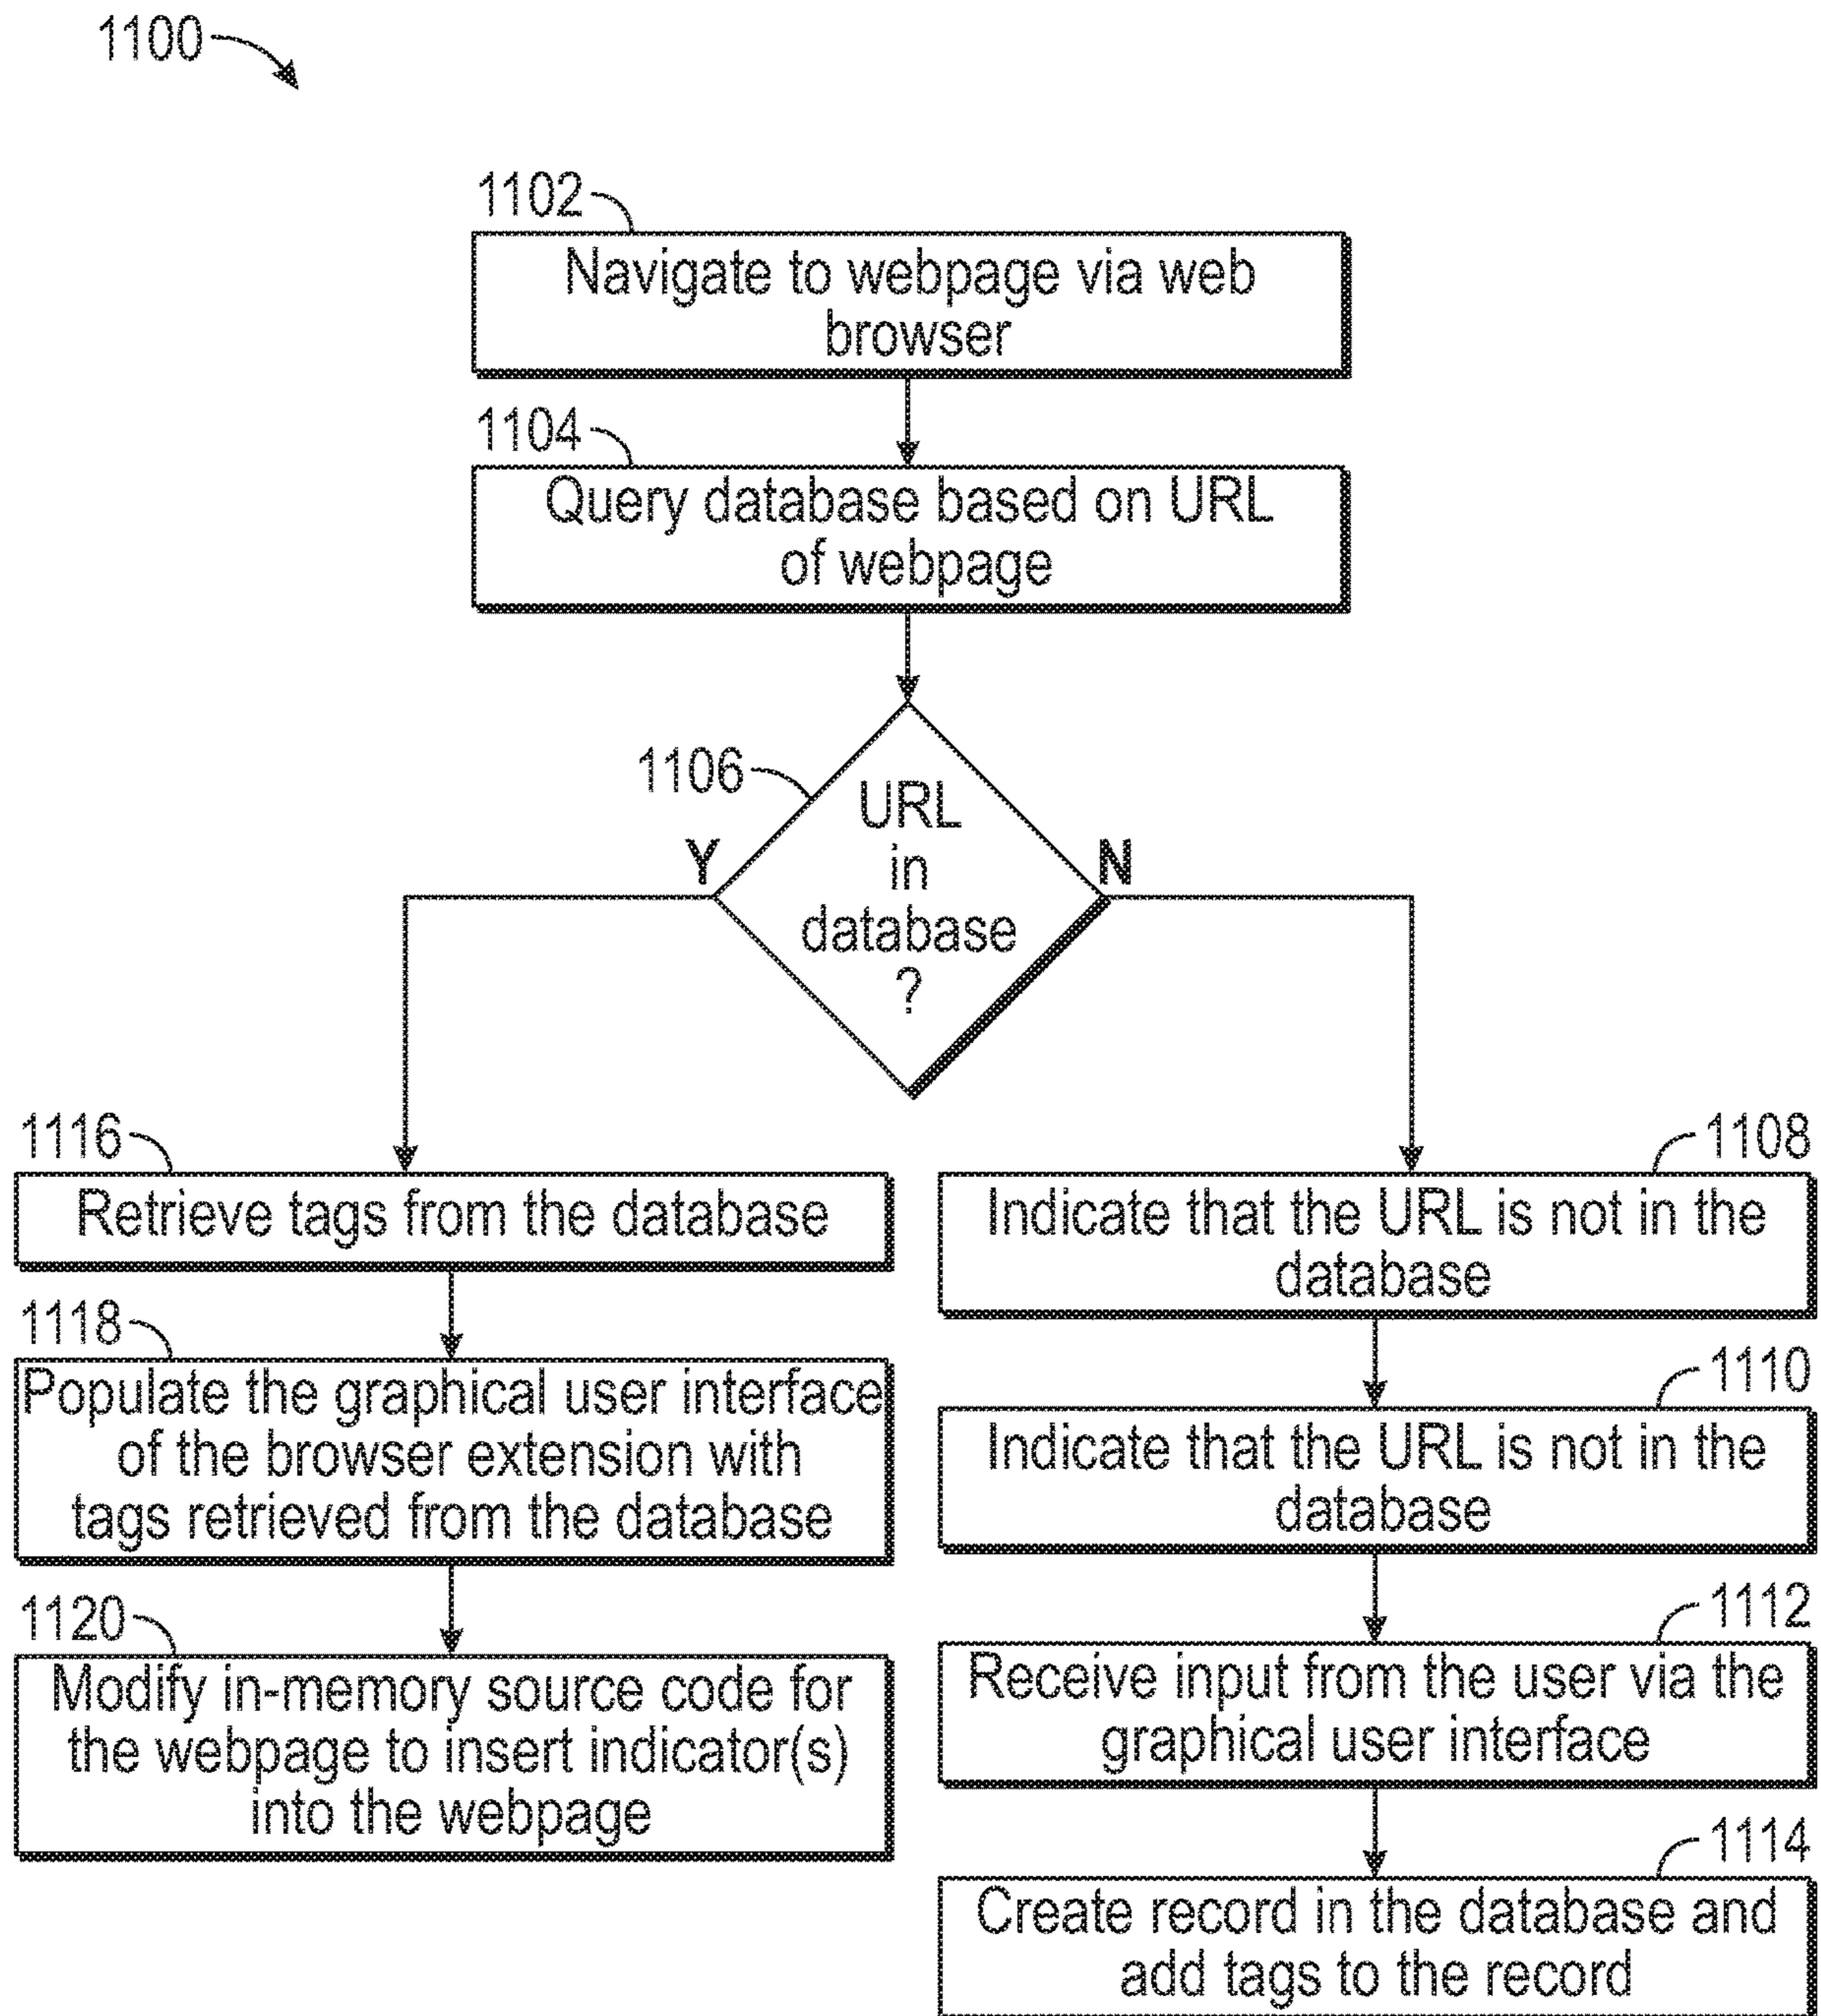 1100
1102
Navigate to webpage via web
browser
1104
Query database based on URL
of webpage
1106
URL
in
database
?
Y
N
1116
Retrieve tags from the database
1118
Populate the graphical user interface
of the browser extension with
tags retrieved from the database
1120
Modify in-memory source code for
the webpage to insert indicator(s)
into the webpage
1108
Indicate that the URL is not in the
database
1110
Indicate that the URL is not in the
database
1112
Receive input from the user via the
graphical user interface
1114
Create record in the database and
add tags to the record